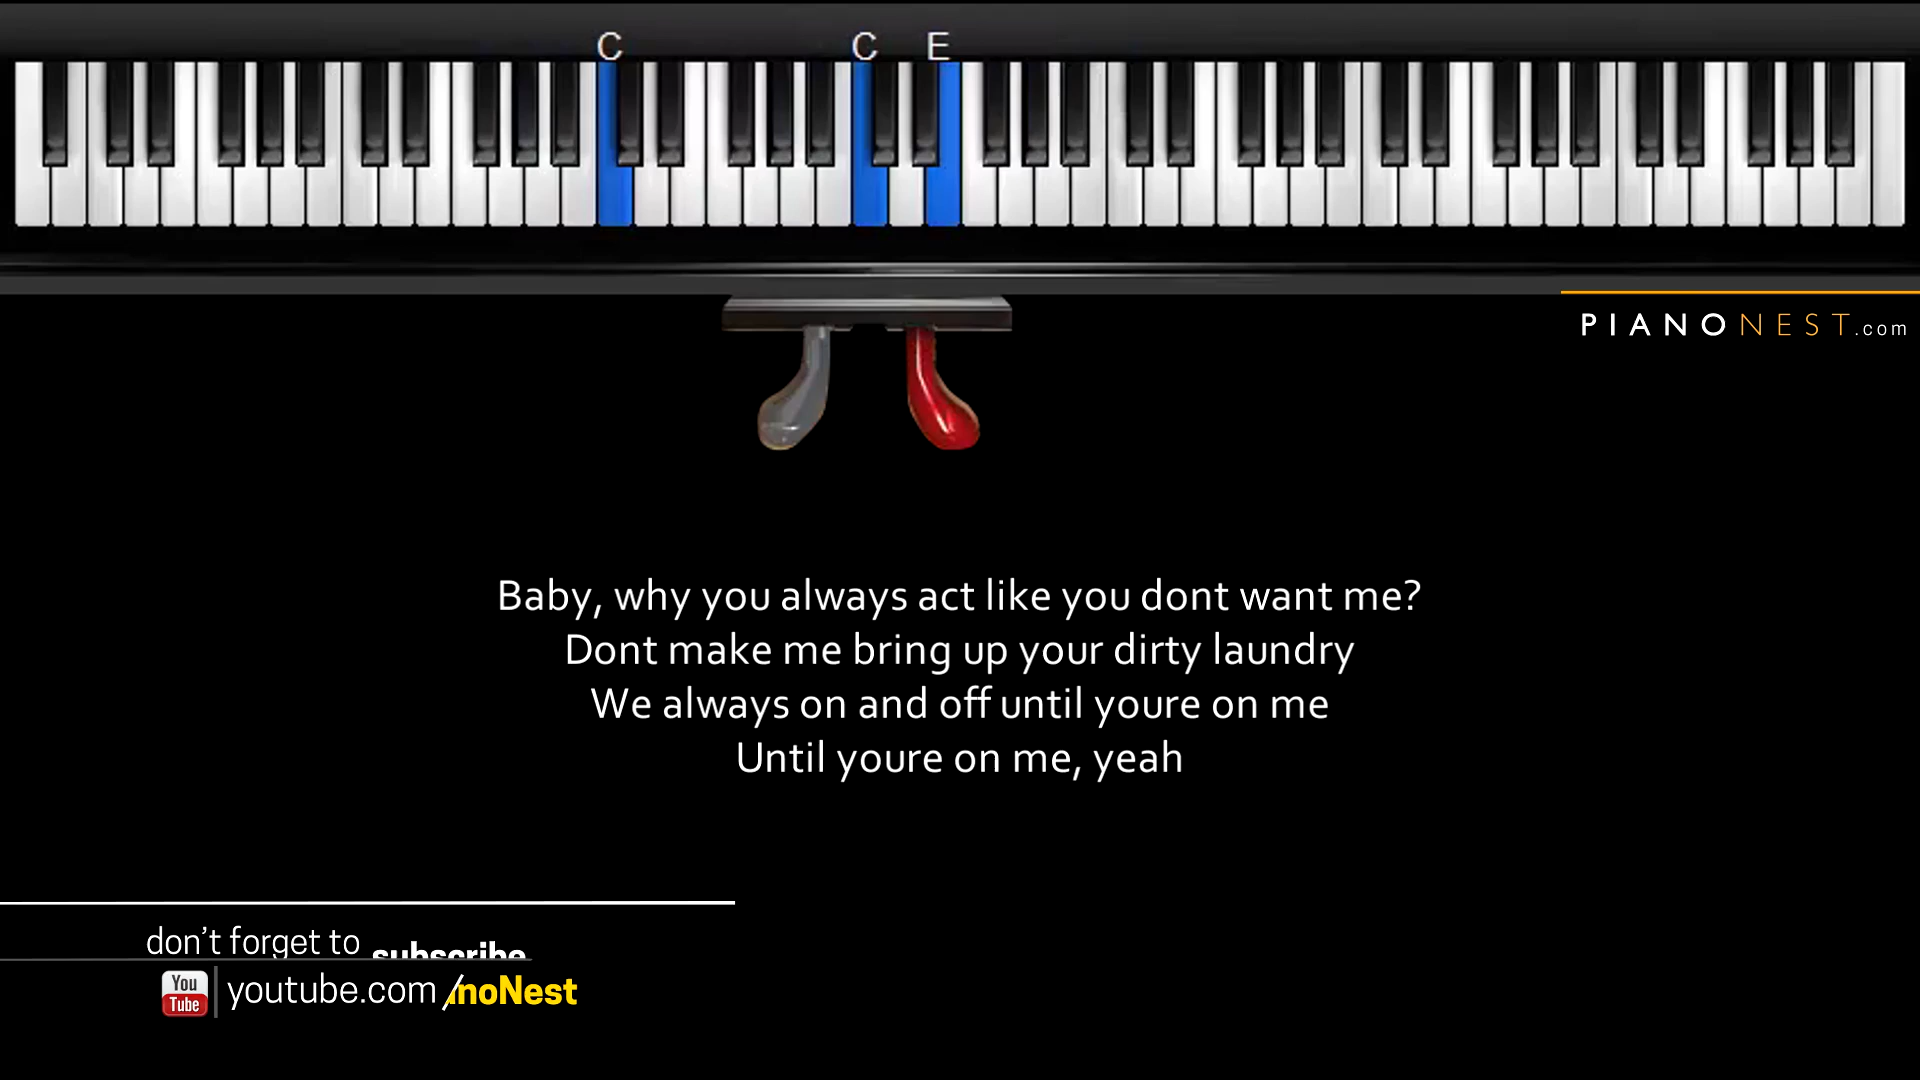 C C E
PIANONEST.com
Baby, why you always act like you dont want me?
Dont make me bring up your dirty laundry
We always on and off until youre on me
Until youre on me, yeah
don't forget to subscribe
You
Tube
youtube.com/noNest